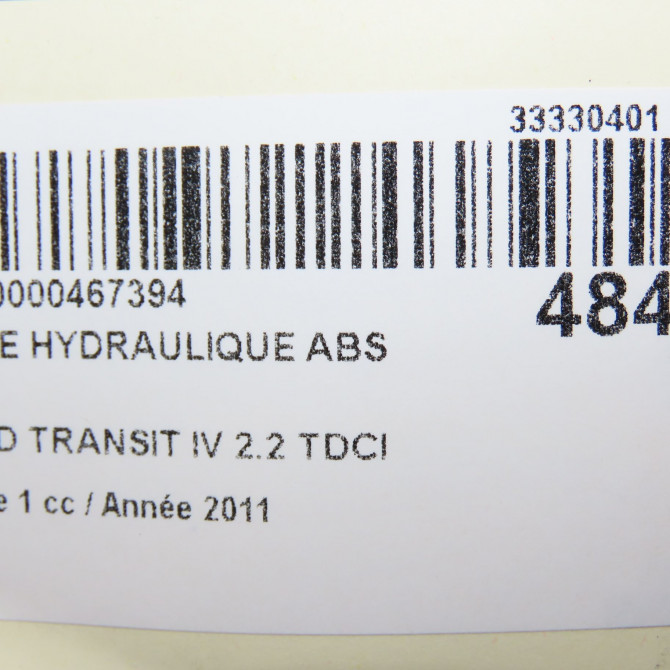 33330401
0000467394
484
E HYDRAULIQUE ABS
D TRANSIT IV 2.2 TDCI
e 1 cc / Année 2011